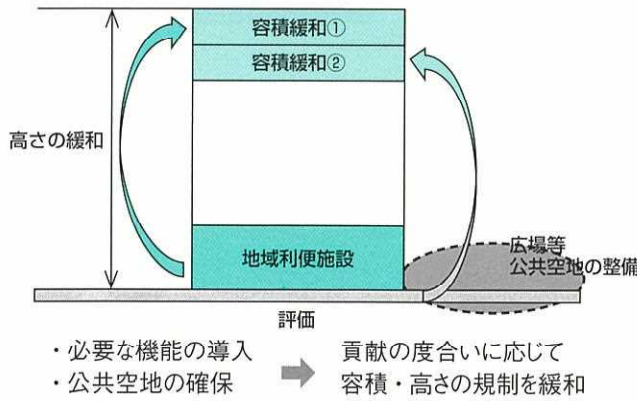 容積緩和①
容積緩和②
高さの緩和
地域利便施設
広場等
公共空地の整備
評価
・必要な機能の導入
・公共空地の確保
貢献の度合いに応じて
容積・高さの規制を緩和